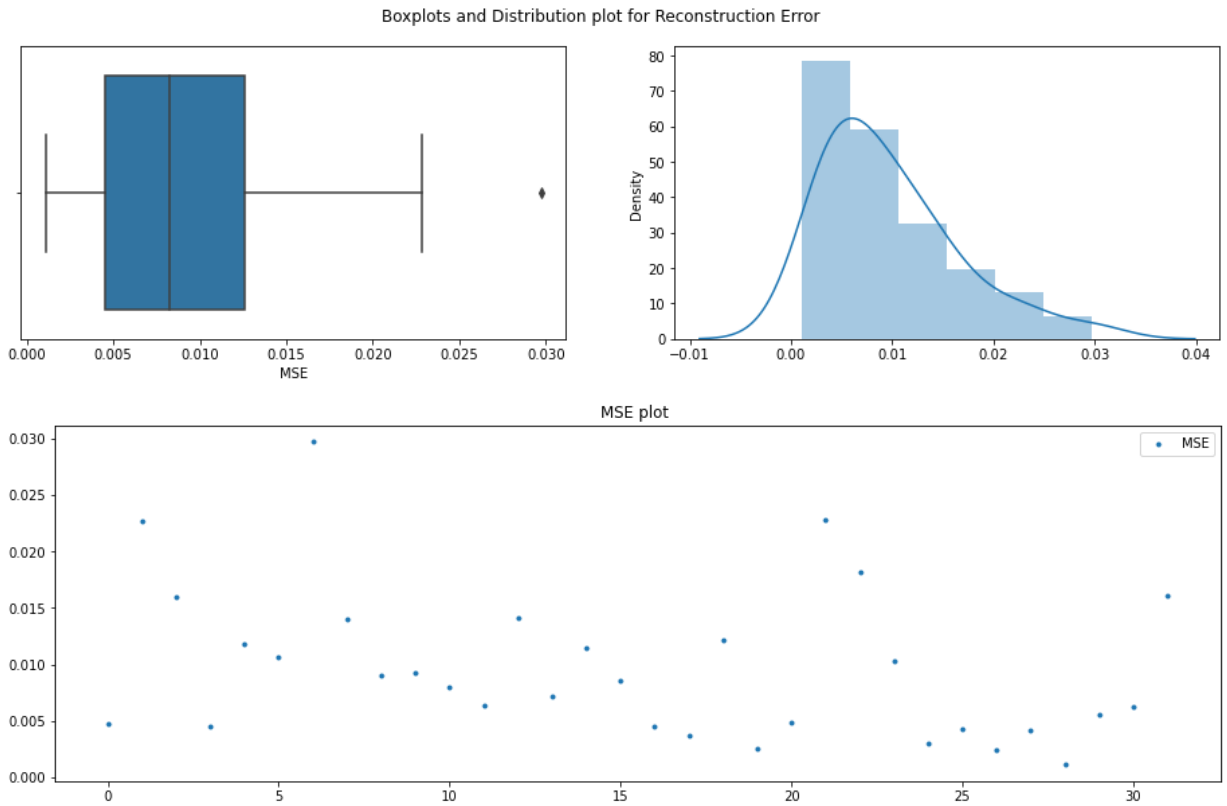 Boxplots and Distribution plot for Reconstruction Error
0.000 0.005 0.010 0.015 0.020 0.025 0.030
MSE
80
70
60
50
40
30
20
10
0
Density
−0.01 0.00 0.01 0.02 0.03 0.04
MSE plot
0.030
0.025
0.020
0.015
0.010
0.005
0.000
MSE
0 5 10 15 20 25 30